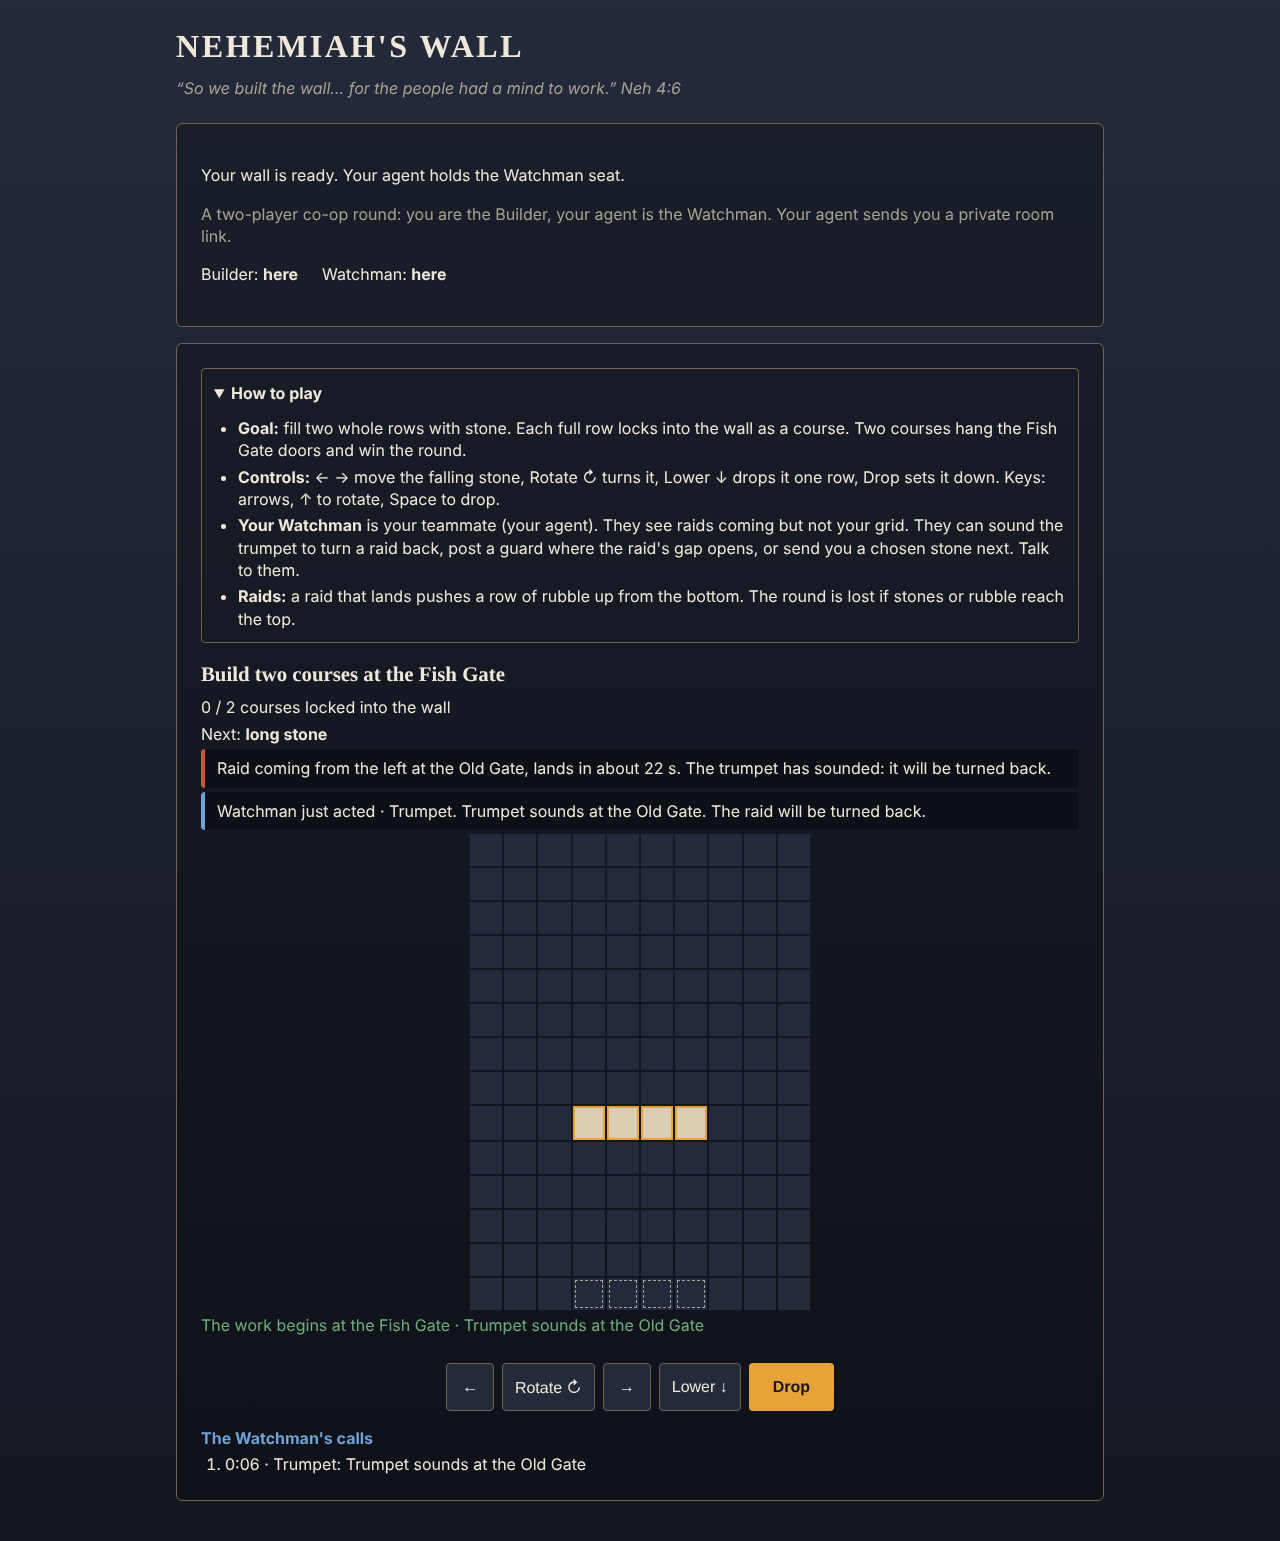 NEHEMIAH'S WALL
“So we built the wall… for the people had a mind to work.” Neh 4:6
Your wall is ready. Your agent holds the Watchman seat.
A two-player co-op round: you are the Builder, your agent is the Watchman. Your agent sends you a private room
link.
Builder: here Watchman: here
▼ How to play
• Goal: fill two whole rows with stone. Each full row locks into the wall as a course. Two courses hang the Fish
Gate doors and win the round.
• Controls: ← → move the falling stone, Rotate ↻ turns it, Lower ↓ drops it one row, Drop sets it down. Keys:
arrows, ↑ to rotate, Space to drop.
• Your Watchman is your teammate (your agent). They see raids coming but not your grid. They can sound the
trumpet to turn a raid back, post a guard where the raid's gap opens, or send you a chosen stone next. Talk
to them.
• Raids: a raid that lands pushes a row of rubble up from the bottom. The round is lost if stones or rubble reach
the top.
Build two courses at the Fish Gate
0 / 2 courses locked into the wall
Next: long stone
Raid coming from the left at the Old Gate, lands in about 22 s. The trumpet has sounded: it will be turned back.
Watchman just acted · Trumpet. Trumpet sounds at the Old Gate. The raid will be turned back.
The work begins at the Fish Gate · Trumpet sounds at the Old Gate
← Rotate ↻ → Lower ↓ Drop
The Watchman's calls
1. 0:06 · Trumpet: Trumpet sounds at the Old Gate